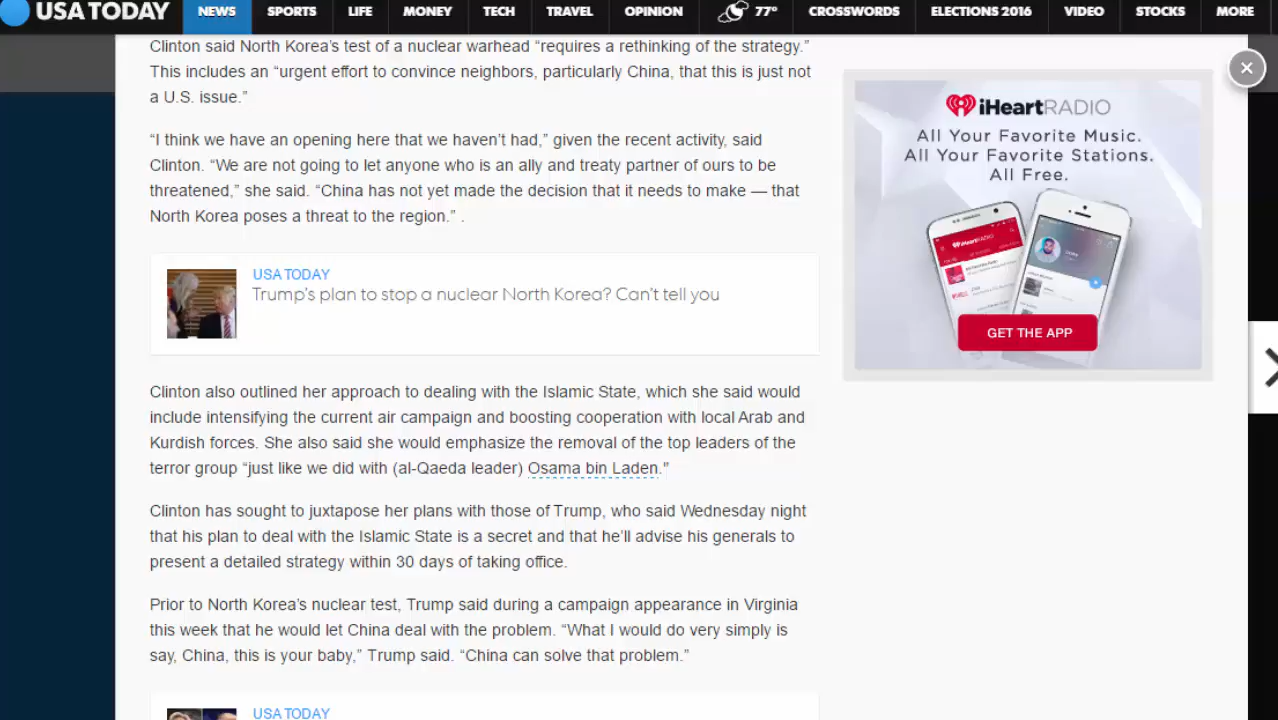 USA TODAY
NEWS SPORTS LIFE MONEY TECH TRAVEL OPINION 77° CROSSWORDS ELECTIONS 2016 VIDEO STOCKS MORE
Clinton said North Korea’s test of a nuclear warhead “requires a rethinking of the strategy.”
This includes an “urgent effort to convince neighbors, particularly China, that this is just not
a U.S. issue.”
“I think we have an opening here that we haven’t had,” given the recent activity, said
Clinton. “We are not going to let anyone who is an ally and treaty partner of ours to be
threatened,” she said. “China has not yet made the decision that it needs to make — that
North Korea poses a threat to the region.” .
USA TODAY
Trump’s plan to stop a nuclear North Korea? Can’t tell you
Clinton also outlined her approach to dealing with the Islamic State, which she said would
include intensifying the current air campaign and boosting cooperation with local Arab and
Kurdish forces. She also said she would emphasize the removal of the top leaders of the
terror group “just like we did with (al-Qaeda leader) Osama bin Laden."
Clinton has sought to juxtapose her plans with those of Trump, who said Wednesday night
that his plan to deal with the Islamic State is a secret and that he’ll advise his generals to
present a detailed strategy within 30 days of taking office.
Prior to North Korea’s nuclear test, Trump said during a campaign appearance in Virginia
this week that he would let China deal with the problem. “What I would do very simply is
say, China, this is your baby,” Trump said. “China can solve that problem.”
USA TODAY
iHeartRADIO
All Your Favorite Music.
All Your Favorite Stations.
All Free.
iHeartRADIO
GET THE APP